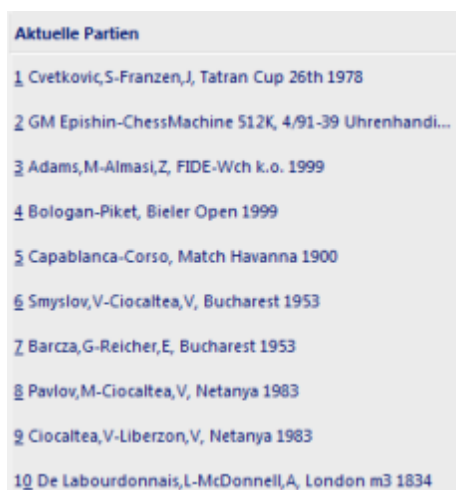 Aktuelle Partien
1 Cvetkovic,S-Franzen,J, Tatran Cup 26th 1978
2 GM Epishin-ChessMachine 512K, 4/91-39 Uhrenhandi...
3 Adams,M-Almasi,Z, FIDE-Wch k.o. 1999
4 Bologan-Piket, Bieler Open 1999
5 Capablanca-Corso, Match Havanna 1900
6 Smyslov,V-Ciocaltea,V, Bucharest 1953
7 Barcza,G-Reicher,E, Bucharest 1953
8 Pavlov,M-Ciocaltea,V, Netanya 1983
9 Ciocaltea,V-Liberzon,V, Netanya 1983
10 De Labourdonnais,L-McDonnell,A, London m3 1834